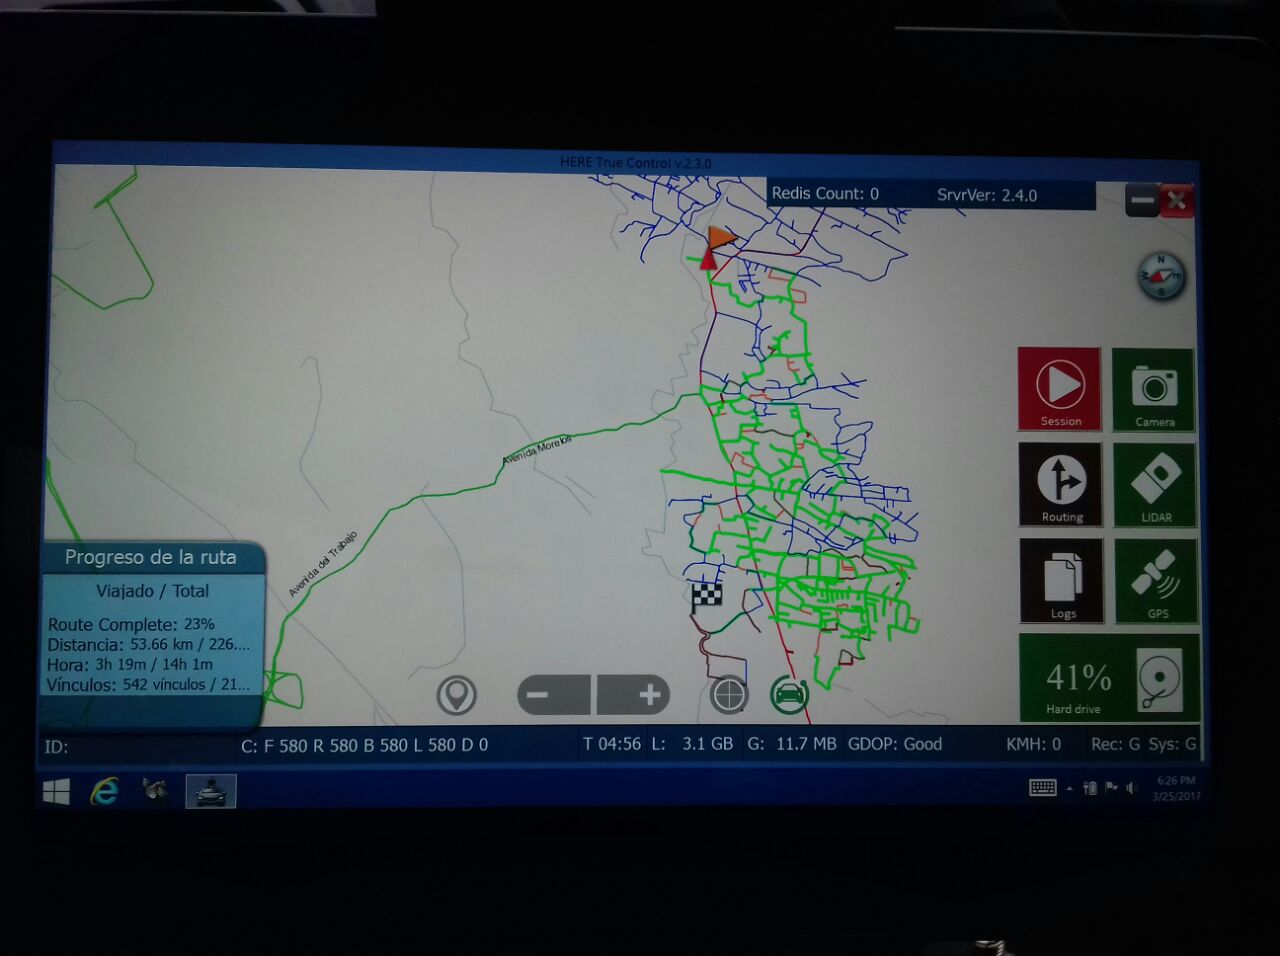 HERE True Control v.2.3.0
Redis Count: 0 SrvrVer: 2.4.0
N
W E
S
Session
Camera
Routing
LIDAR
Logs
GPS
41%
Hard drive
Avenida Morelos
Avenida del Trabajo
Progreso de la ruta
Viajado / Total
Route Complete: 23%
Distancia: 53.66 km / 226....
Hora: 3h 19m / 14h 1m
Vínculos: 542 vínculos / 21...
ID: C: F 580 R 580 B 580 L 580 D 0 T 04:56 L: 3.1 GB G: 11.7 MB GDOP: Good KMH: 0 Rec: G Sys: G
6:26 PM
3/25/2017